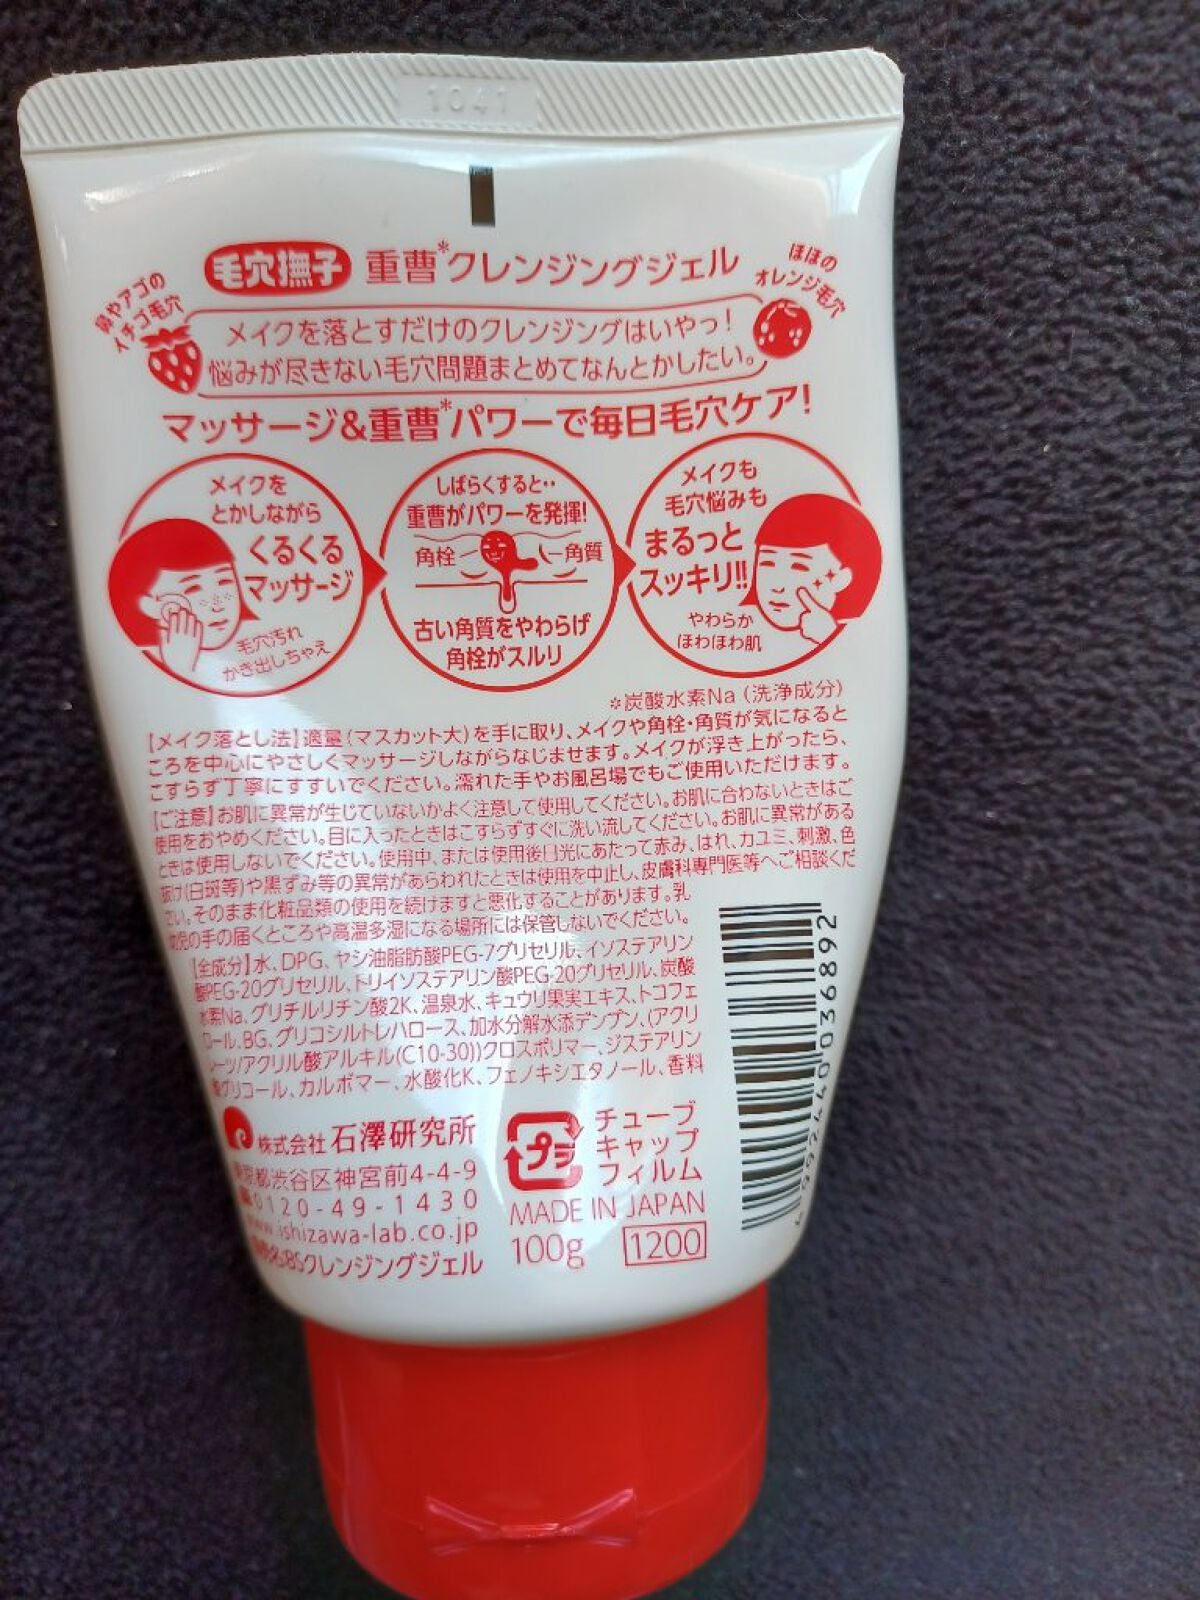 1041
毛穴撫子 重曹*クレンジングジェル
鼻やアゴの
イチゴ毛穴
ほほの
オレンジ毛穴
メイクを落とすだけのクレンジングはいやっ!
悩みが尽きない毛穴問題まとめてなんとかしたい。
マッサージ&重曹*パワーで毎日毛穴ケア!
メイクを
とかしながら
くるくる
マッサージ
毛穴汚れ
かき出しちゃえ
しばらくすると‥
重曹がパワーを発揮!
角栓
角質
古い角質をやわらげ
角栓がスルリ
メイクも
毛穴悩みも
まるっと
スッキリ!!
やわらか
ほわほわ肌
*炭酸水素Na(洗浄成分)
【メイク落とし法】適量(マスカット大)を手に取り、メイクや角栓・角質が気になると
ころを中心にやさしくマッサージしながらなじませます。メイクが浮き上がったら、
こすらず丁寧にすすいでください。濡れた手やお風呂場でもご使用いただけます。
【ご注意】お肌に異常が生じていないかよく注意して使用してください。お肌に合わないときはご
使用をおやめください。目に入ったときはこすらずすぐに洗い流してください。お肌に異常がある
ときは使用しないでください。使用中、または使用後日光にあたって赤み、はれ、カユミ、刺激、色
抜け(白斑等)や黒ずみ等の異常があらわれたときは使用を中止し、皮膚科専門医等へご相談くだ
さい。そのまま化粧品類の使用を続けますと悪化することがあります。乳
幼児の手の届くところや高温多湿になる場所には保管しないでください。
【全成分】水、DPG、ヤシ油脂肪酸PEG-7グリセリル、イソステアリン
酸PEG-20グリセリル、トリイソステアリン酸PEG-20グリセリル、炭酸
水素Na、グリチルリチン酸2K、温泉水、キュウリ果実エキス、トコフェ
ロール、BG、グリコシルトレハロース、加水分解水添デンプン、(アクリ
レーツ/アクリル酸アルキル(C10-30))クロスポリマー、ジステアリン
酸グリコール、カルボマー、水酸化K、フェノキシエタノール、香料
株式会社 石澤研究所
東京都渋谷区神宮前4-4-9
0120-49-1430
www.ishizawa-lab.co.jp
BSクレンジングジェル
プラ
チューブ
キャップ
フィルム
MADE IN JAPAN
100g 1200
4992440036892